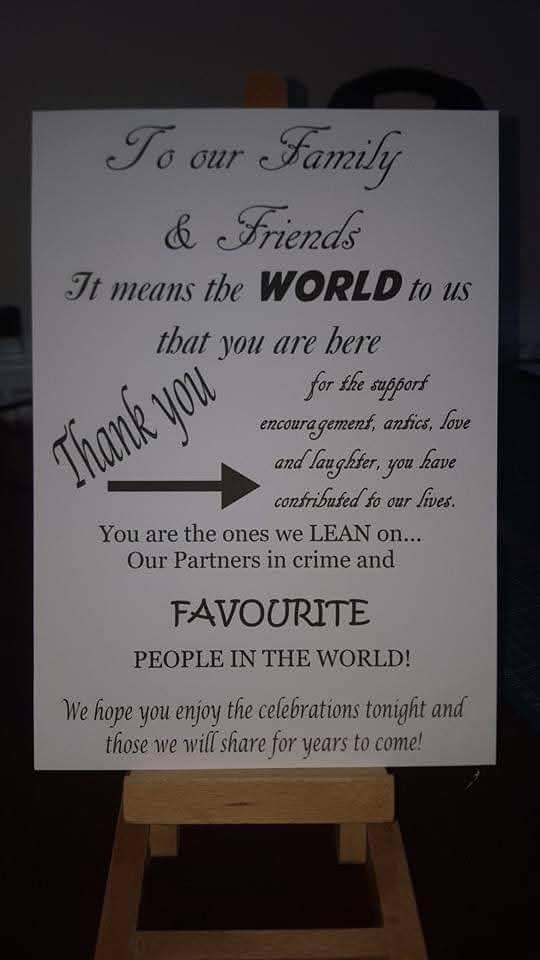 To our Family
& Friends
It means the WORLD to us
that you are here
Thank you
for the support
encouragement, antics, love
and laughter, you have
contributed to our lives.
You are the ones we LEAN on...
Our Partners in crime and
FAVOURITE
PEOPLE IN THE WORLD!
We hope you enjoy the celebrations tonight and
those we will share for years to come!